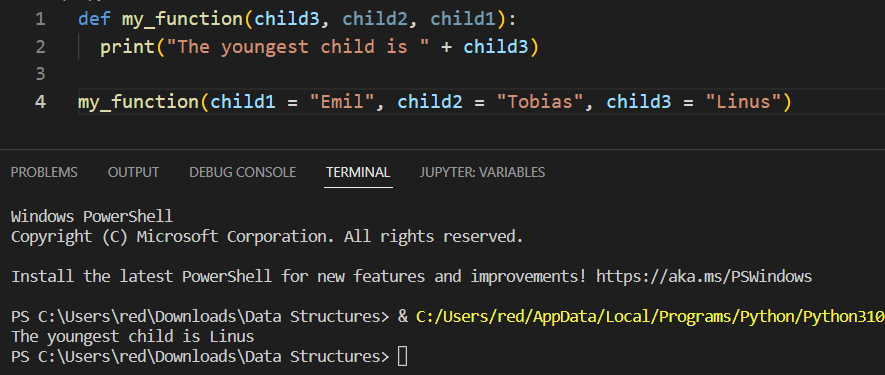 1 def my_function(child3, child2, child1):
2 print("The youngest child is " + child3)
3
4 my_function(child1 = "Emil", child2 = "Tobias", child3 = "Linus")
PROBLEMS OUTPUT DEBUG CONSOLE TERMINAL JUPYTER: VARIABLES
Windows PowerShell
Copyright (C) Microsoft Corporation. All rights reserved.
Install the latest PowerShell for new features and improvements! https://aka.ms/PSWindows
PS C:\Users\red\Downloads\Data Structures> & C:/Users/red/AppData/Local/Programs/Python/Python310
The youngest child is Linus
PS C:\Users\red\Downloads\Data Structures>